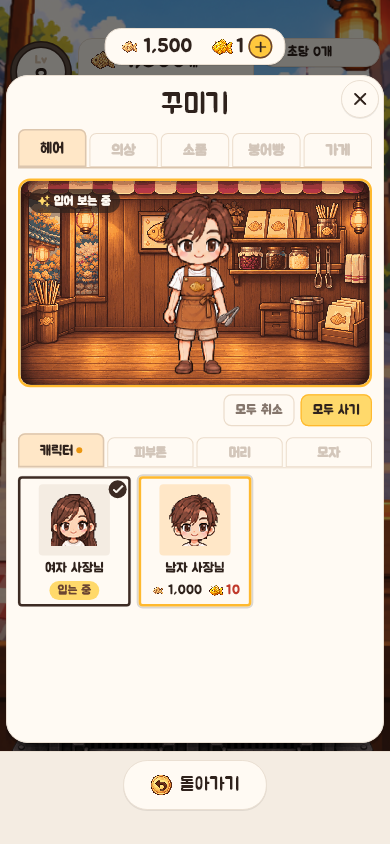 1,500 1
Lv
초당 0개
꾸미기
헤어 의상 소품 붕어빵 가게
입어 보는 중
모두 취소 모두 사기
캐릭터 피부톤 머리 모자
여자 사장님 남자 사장님
입는 중 1,000 10
돌아가기